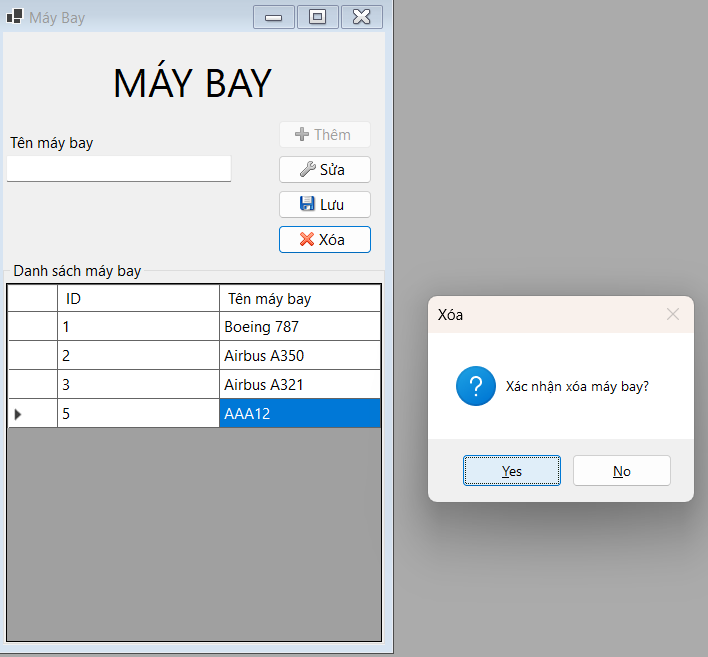 Máy Bay
MÁY BAY
Tên máy bay
Thêm
Sửa
Lưu
Xóa
Danh sách máy bay
ID Tên máy bay
1 Boeing 787
2 Airbus A350
3 Airbus A321
5 AAA12
Xóa
Xác nhận xóa máy bay?
Yes No